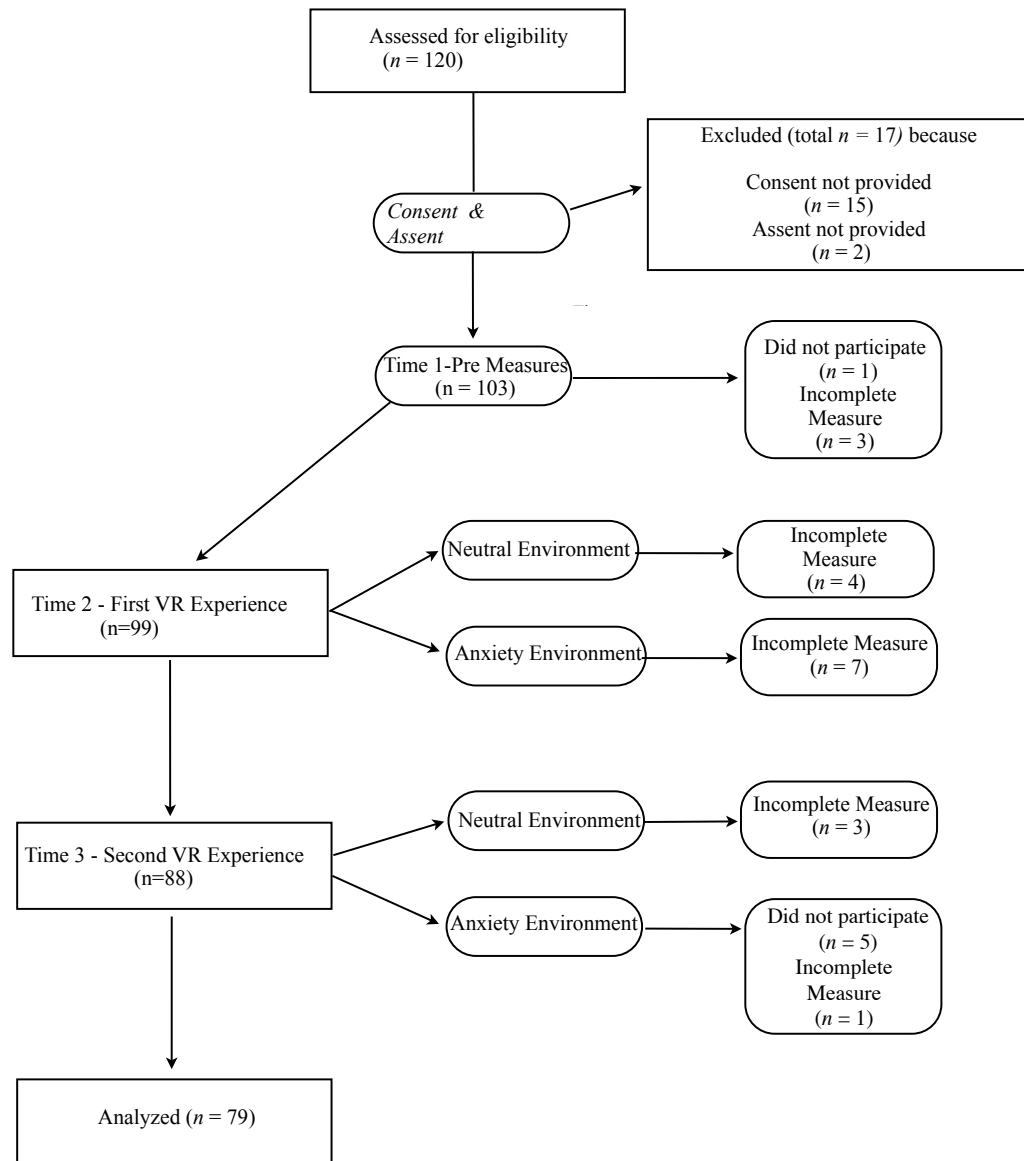 Assessed for eligibility
(n = 120)
Excluded (total n = 17) because
Consent not provided
(n = 15)
Assent not provided
(n = 2)
Consent &
Assent
Time 1-Pre Measures
(n = 103)
Did not participate
(n = 1)
Incomplete
Measure
(n = 3)
Time 2 - First VR Experience
(n=99)
Neutral Environment
Incomplete
Measure
(n = 4)
Anxiety Environment
Incomplete Measure
(n = 7)
Time 3 - Second VR Experience
(n=88)
Neutral Environment
Incomplete Measure
(n = 3)
Anxiety Environment
Did not participate
(n = 5)
Incomplete
Measure
(n = 1)
Analyzed (n = 79)